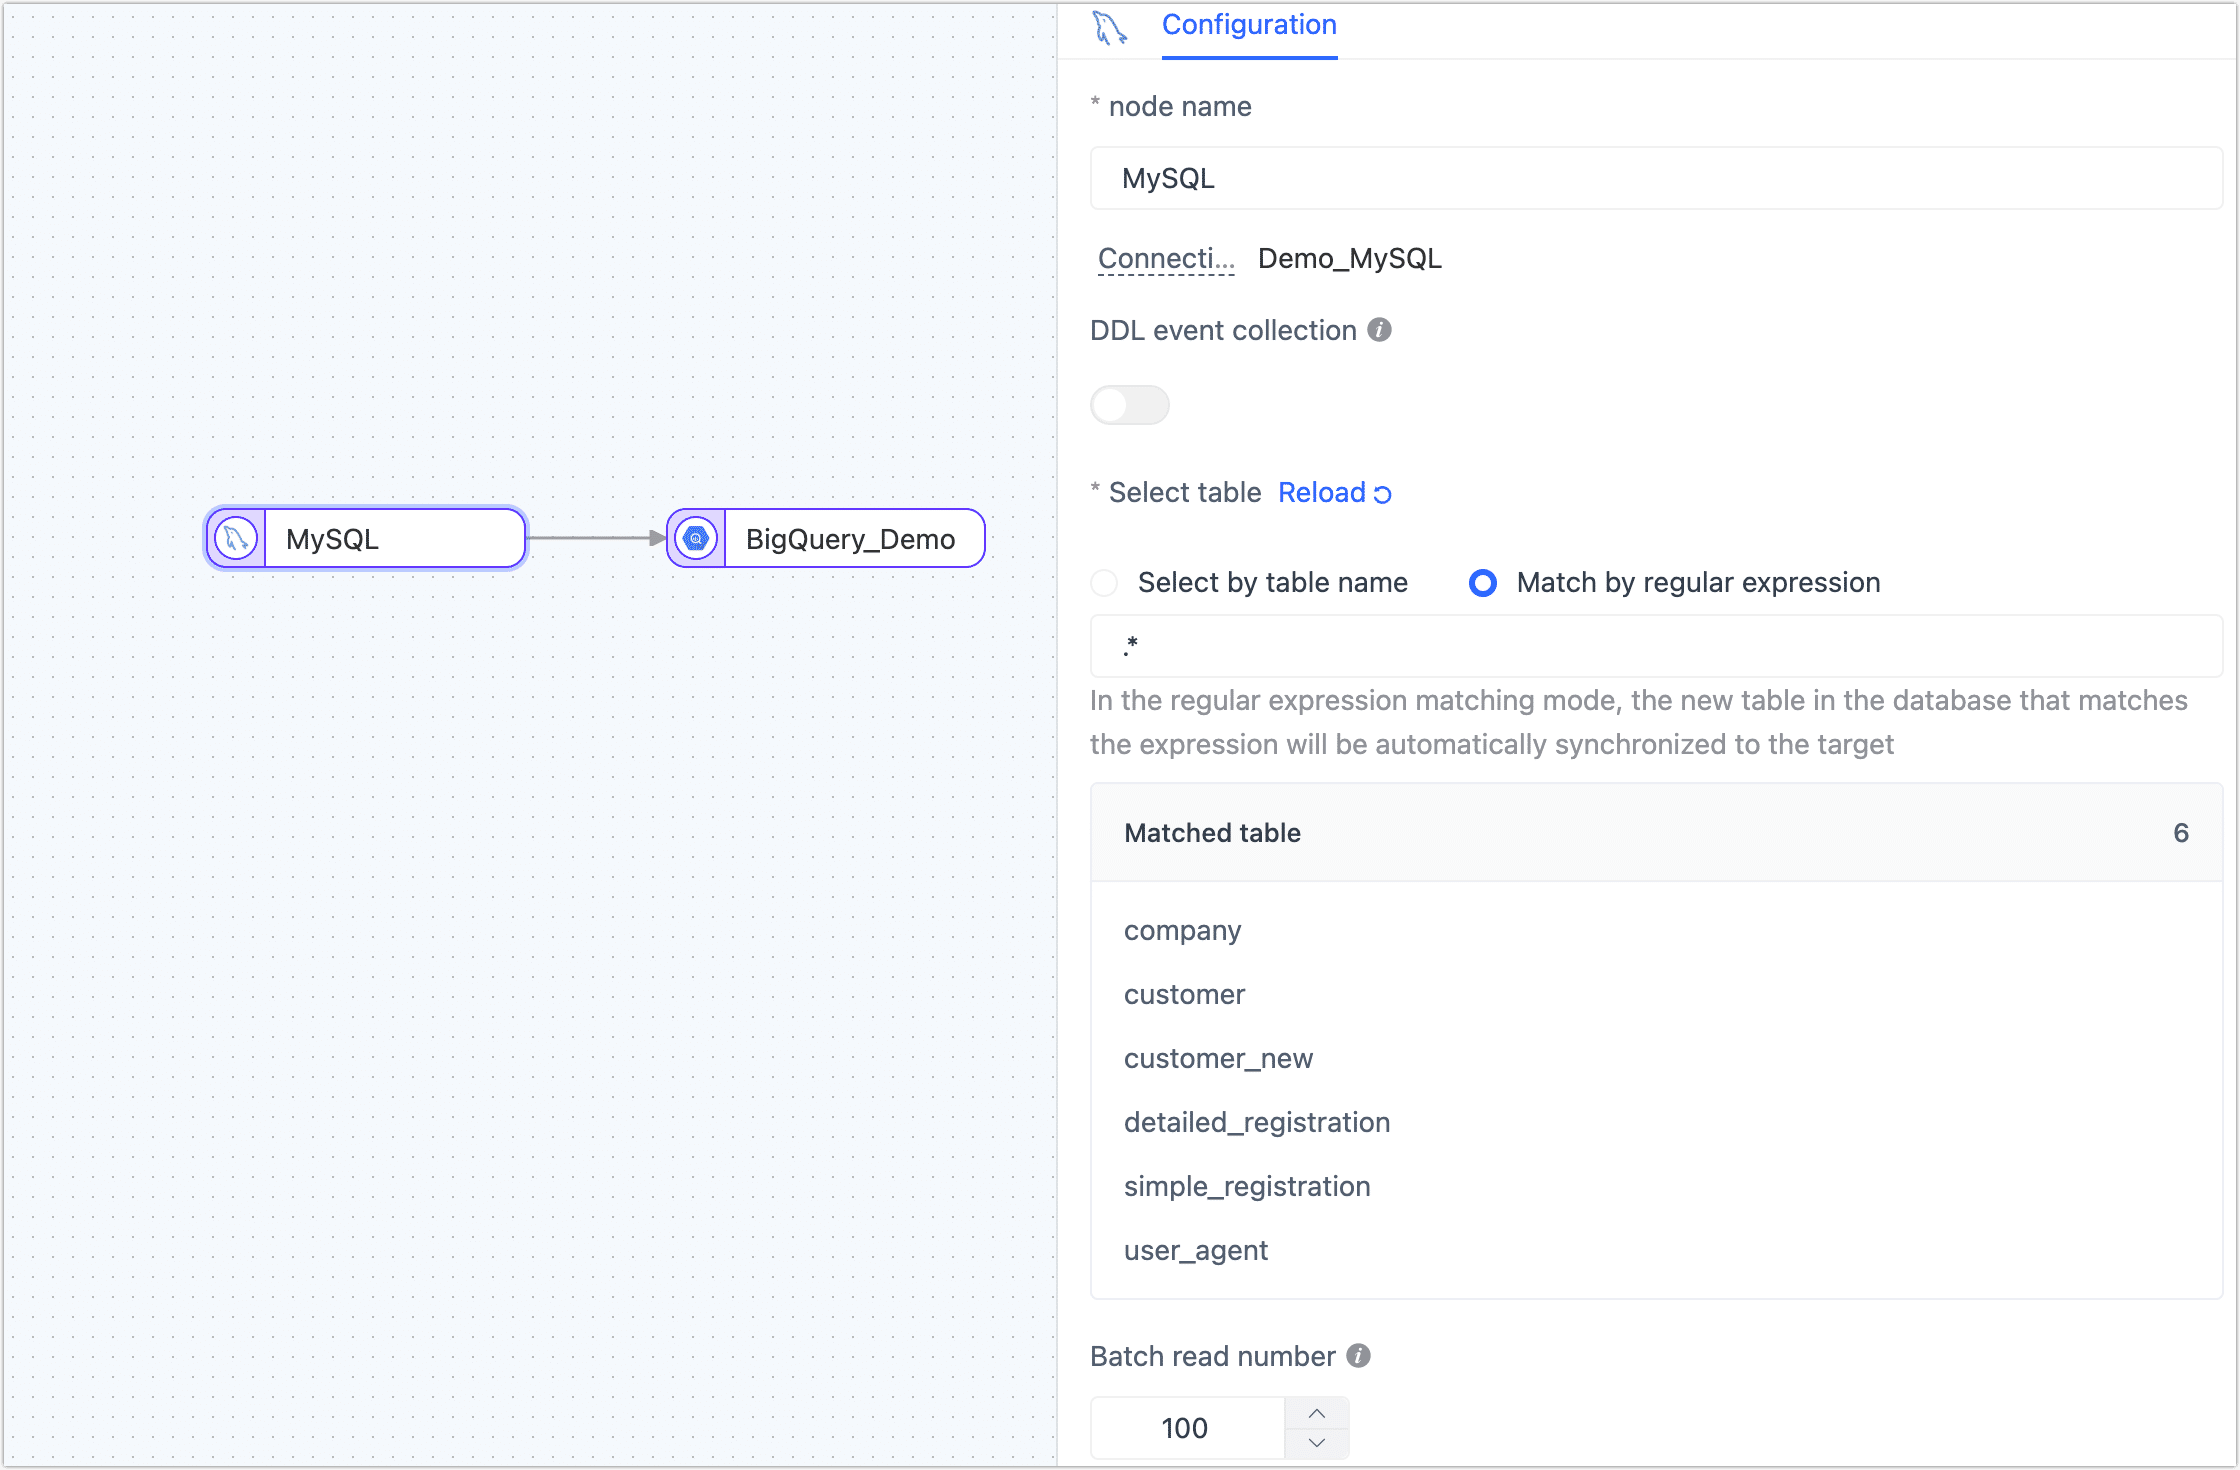 Configuration
* node name
MySQL
Connecti... Demo_MySQL
DDL event collection
* Select table Reload
MySQL
BigQuery_Demo
Select by table name Match by regular expression
.*
In the regular expression matching mode, the new table in the database that matches
the expression will be automatically synchronized to the target
Matched table 6
company
customer
customer_new
detailed_registration
simple_registration
user_agent
Batch read number
100